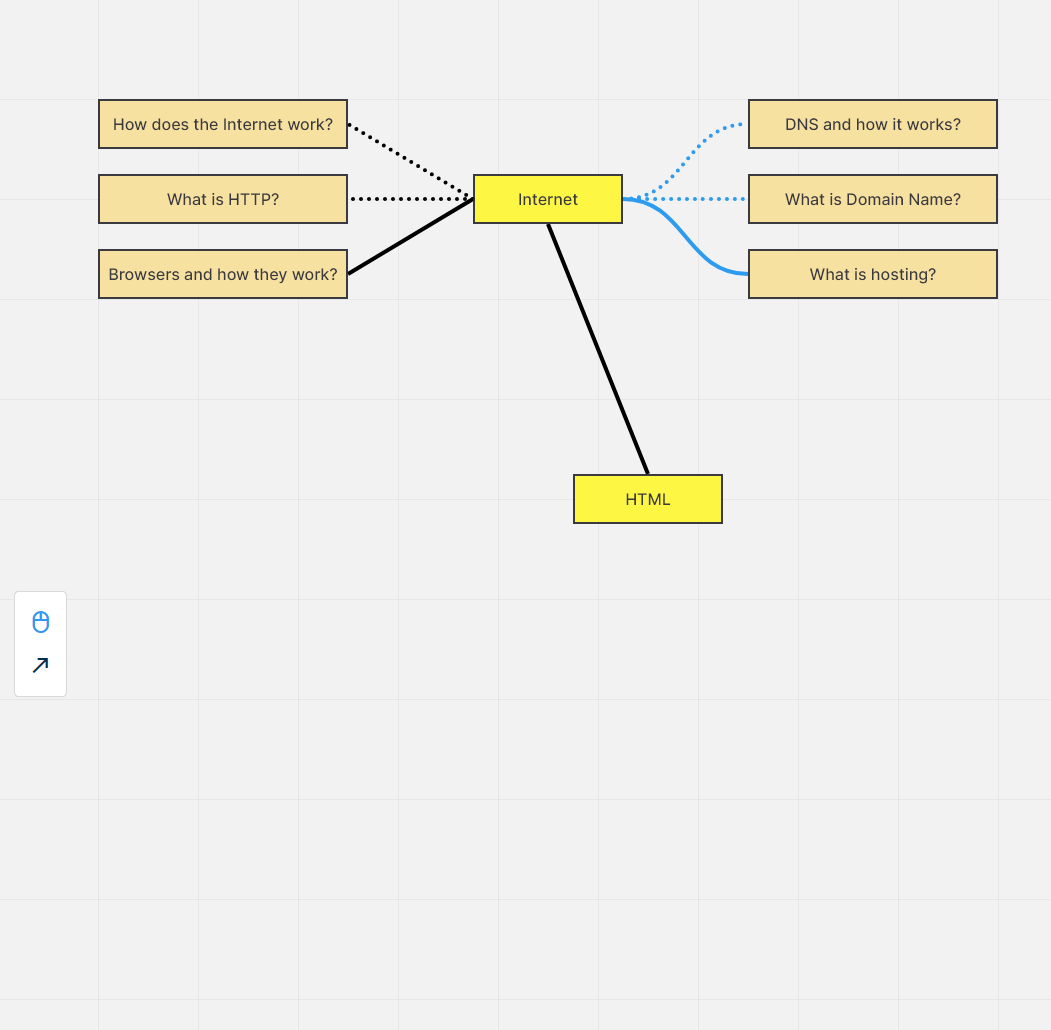 How does the Internet work?
What is HTTP?
Browsers and how they work?
Internet
DNS and how it works?
What is Domain Name?
What is hosting?
HTML